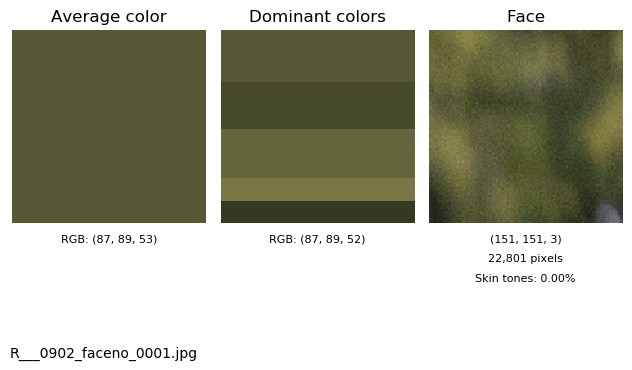 Average color
Dominant colors
Face
RGB: (87, 89, 53)
RGB: (87, 89, 52)
(151, 151, 3)
22,801 pixels
Skin tones: 0.00%
R___0902_faceno_0001.jpg